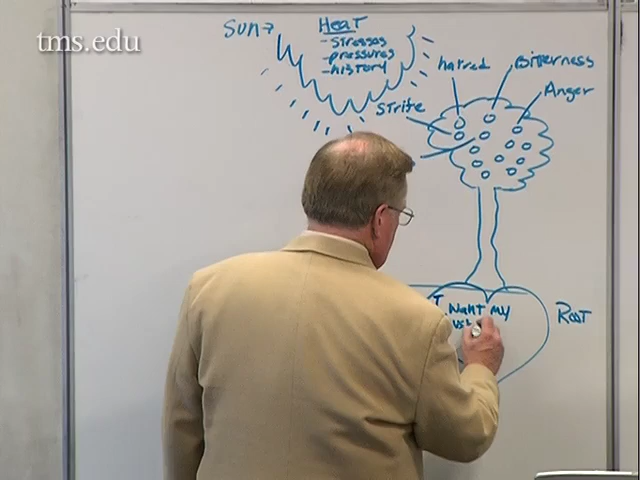 tms.edu
Sun→
Heat
-stresses
-pressures
-history
hatred
Bitterness
Anger
Strife
I Want My
Root